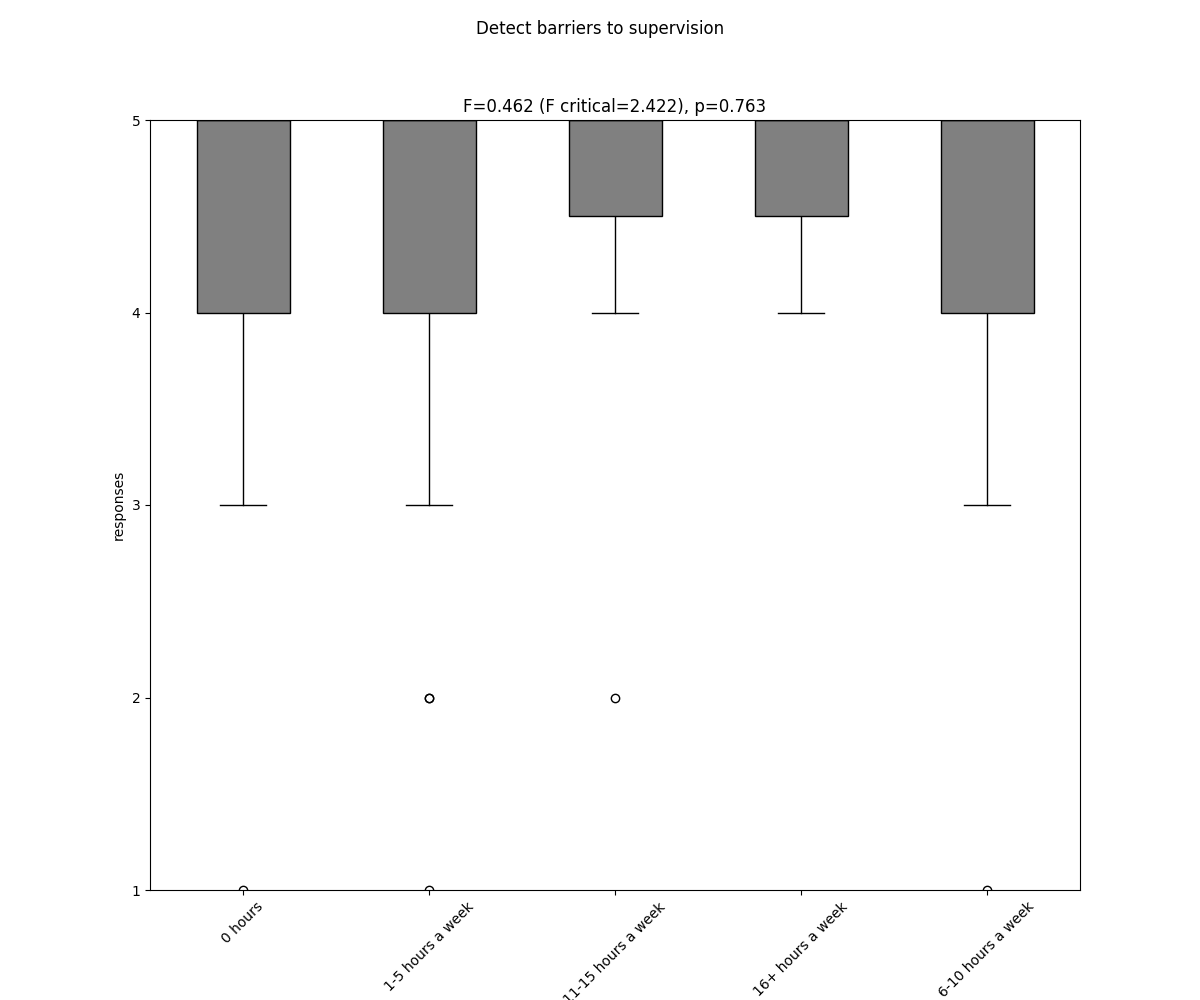 Detect barriers to supervision
F=0.462 (F critical=2.422), p=0.763
5
4
3
2
1
responses
0 hours
1-5 hours a week
11-15 hours a week
16+ hours a week
6-10 hours a week